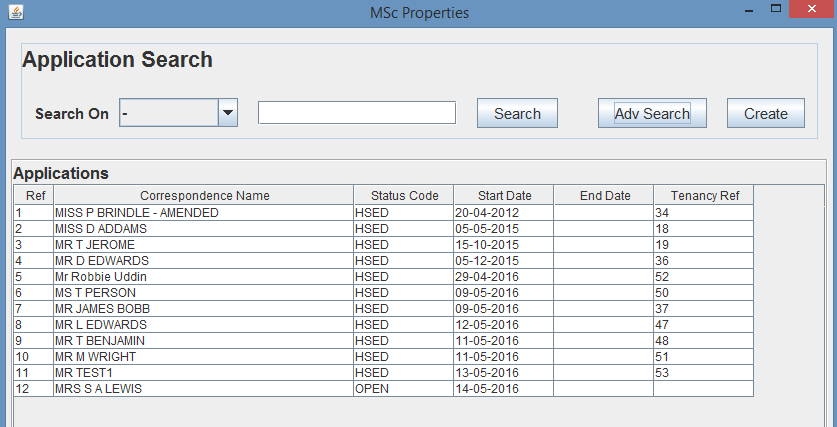 MSc Properties
Application Search
Search On - Search Adv Search Create
Applications
Ref Correspondence Name Status Code Start Date End Date Tenancy Ref
1 MISS P BRINDLE - AMENDED HSED 20-04-2012 34
2 MISS D ADDAMS HSED 05-05-2015 18
3 MR T JEROME HSED 15-10-2015 19
4 MR D EDWARDS HSED 05-12-2015 36
5 Mr Robbie Uddin HSED 29-04-2016 52
6 MS T PERSON HSED 09-05-2016 50
7 MR JAMES BOBB HSED 09-05-2016 37
8 MR L EDWARDS HSED 12-05-2016 47
9 MR T BENJAMIN HSED 11-05-2016 48
10 MR M WRIGHT HSED 11-05-2016 51
11 MR TEST1 HSED 13-05-2016 53
12 MRS S A LEWIS OPEN 14-05-2016